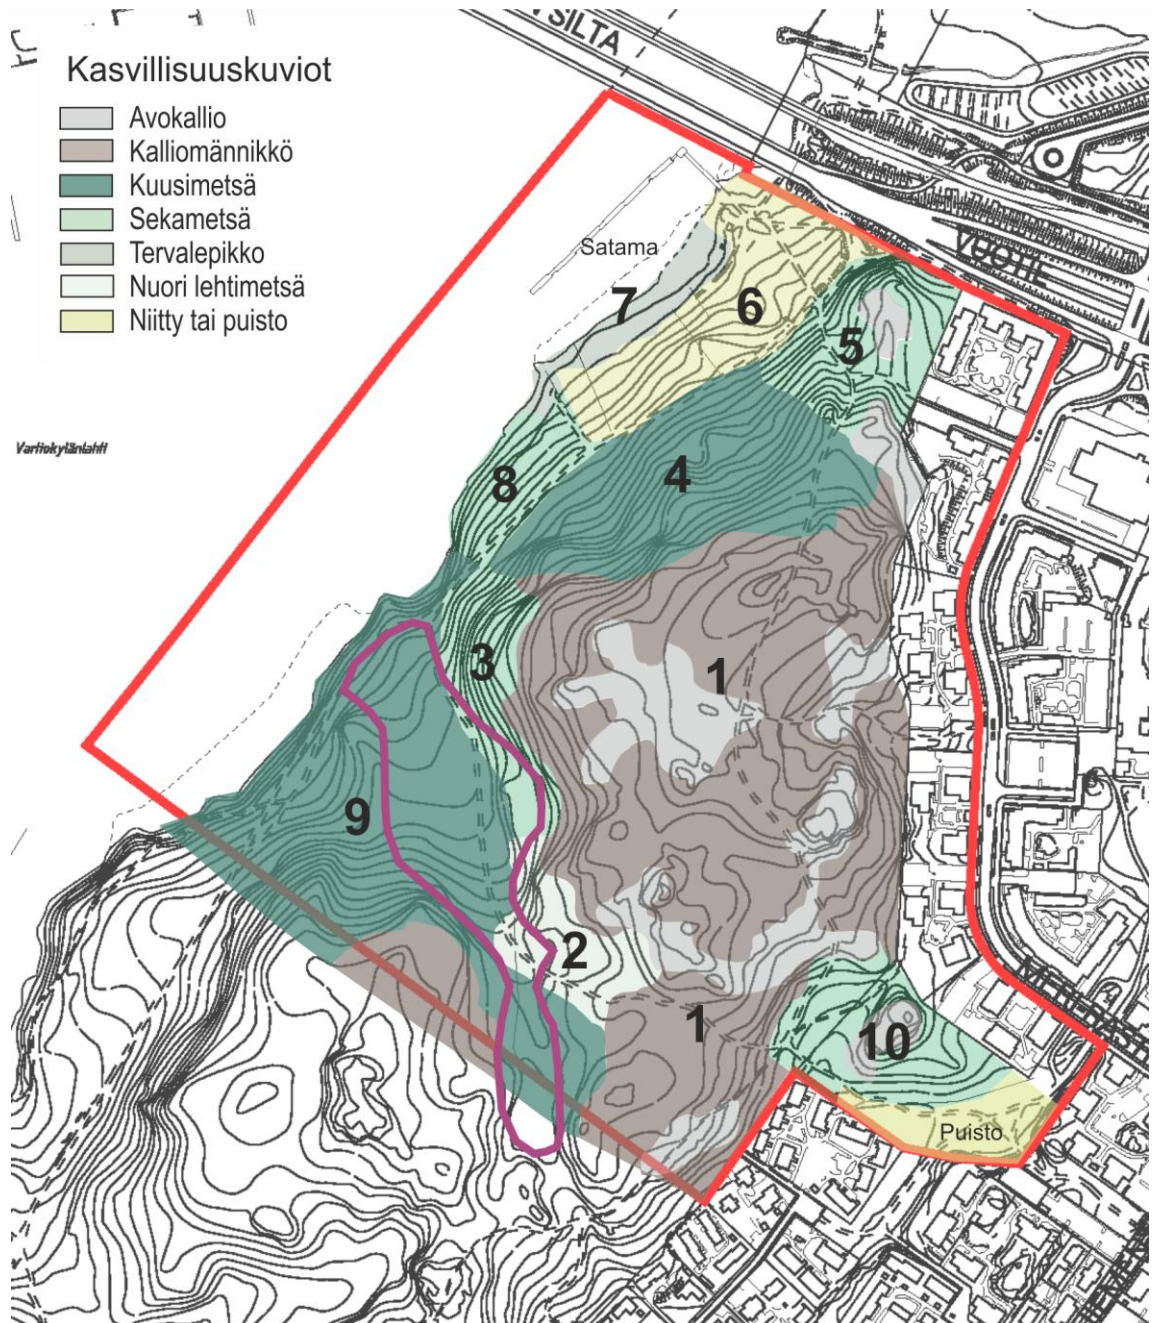 SILTA
Kasvillisuuskuviot
Avokallio
Kalliomännikkö
Kuusimetsä
Sekametsä
Tervalepikko
Nuori lehtimetsä
Niitty tai puisto
Satama
VUOTIL
7
6
5
Vartiokylänlahti
8
4
3
1
9
2
1
10
Puisto